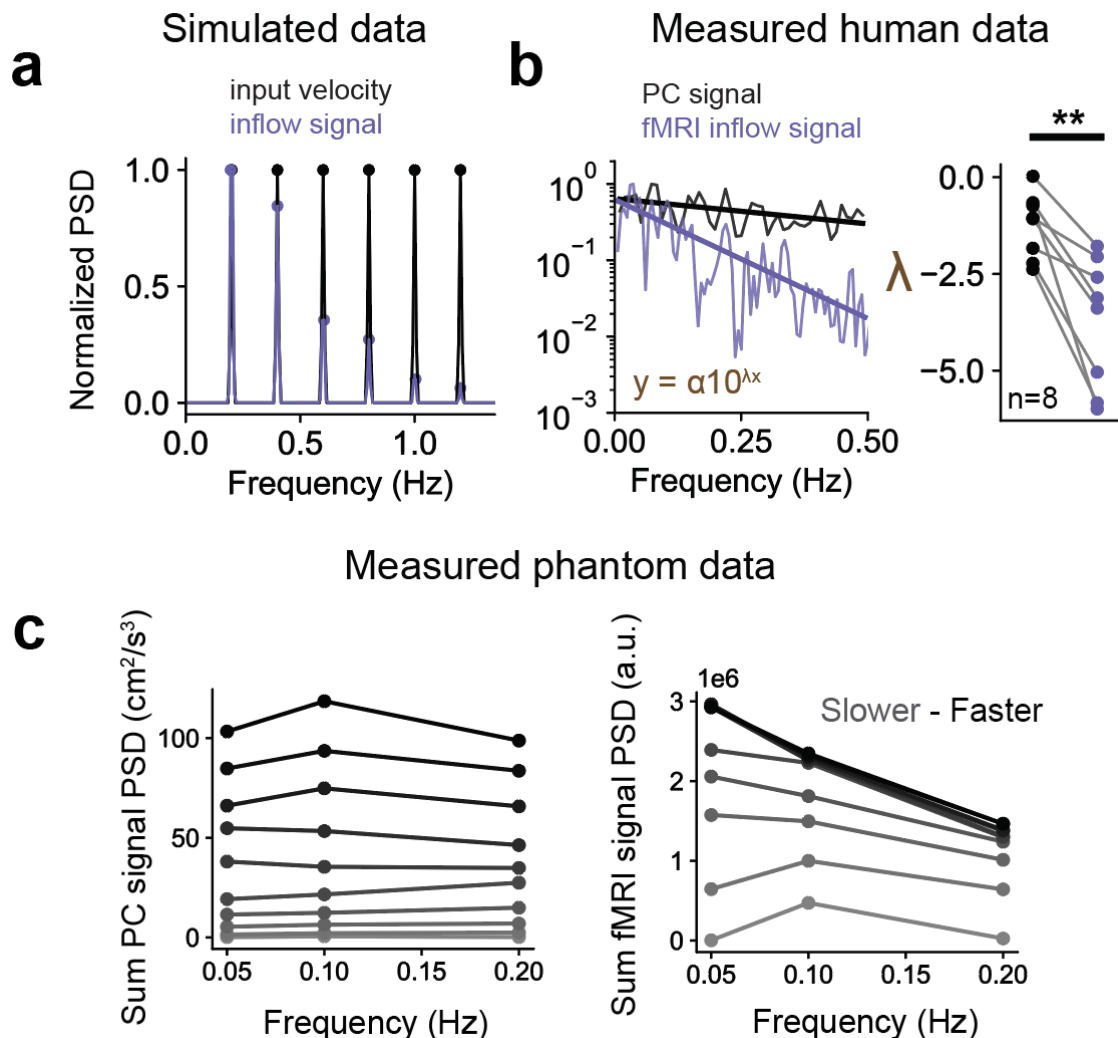 Simulated data
Measured human data
a
b
input velocity
inflow signal
PC signal
fMRI inflow signal
**
Normalized PSD
1.0
0.5
0.0
0.0
0.5
1.0
Frequency (Hz)
10⁰
10⁻¹
10⁻²
10⁻³
y = α10^λx
0.00
0.25
0.50
Frequency (Hz)
λ
0.0
−2.5
−5.0
n=8
Measured phantom data
c
Sum PC signal PSD (cm²/s³)
100
50
0
0.05
0.10
0.15
0.20
Frequency (Hz)
Sum fMRI signal PSD (a.u.)
1e6
3
2
1
0
Slower - Faster
0.05
0.10
0.15
0.20
Frequency (Hz)